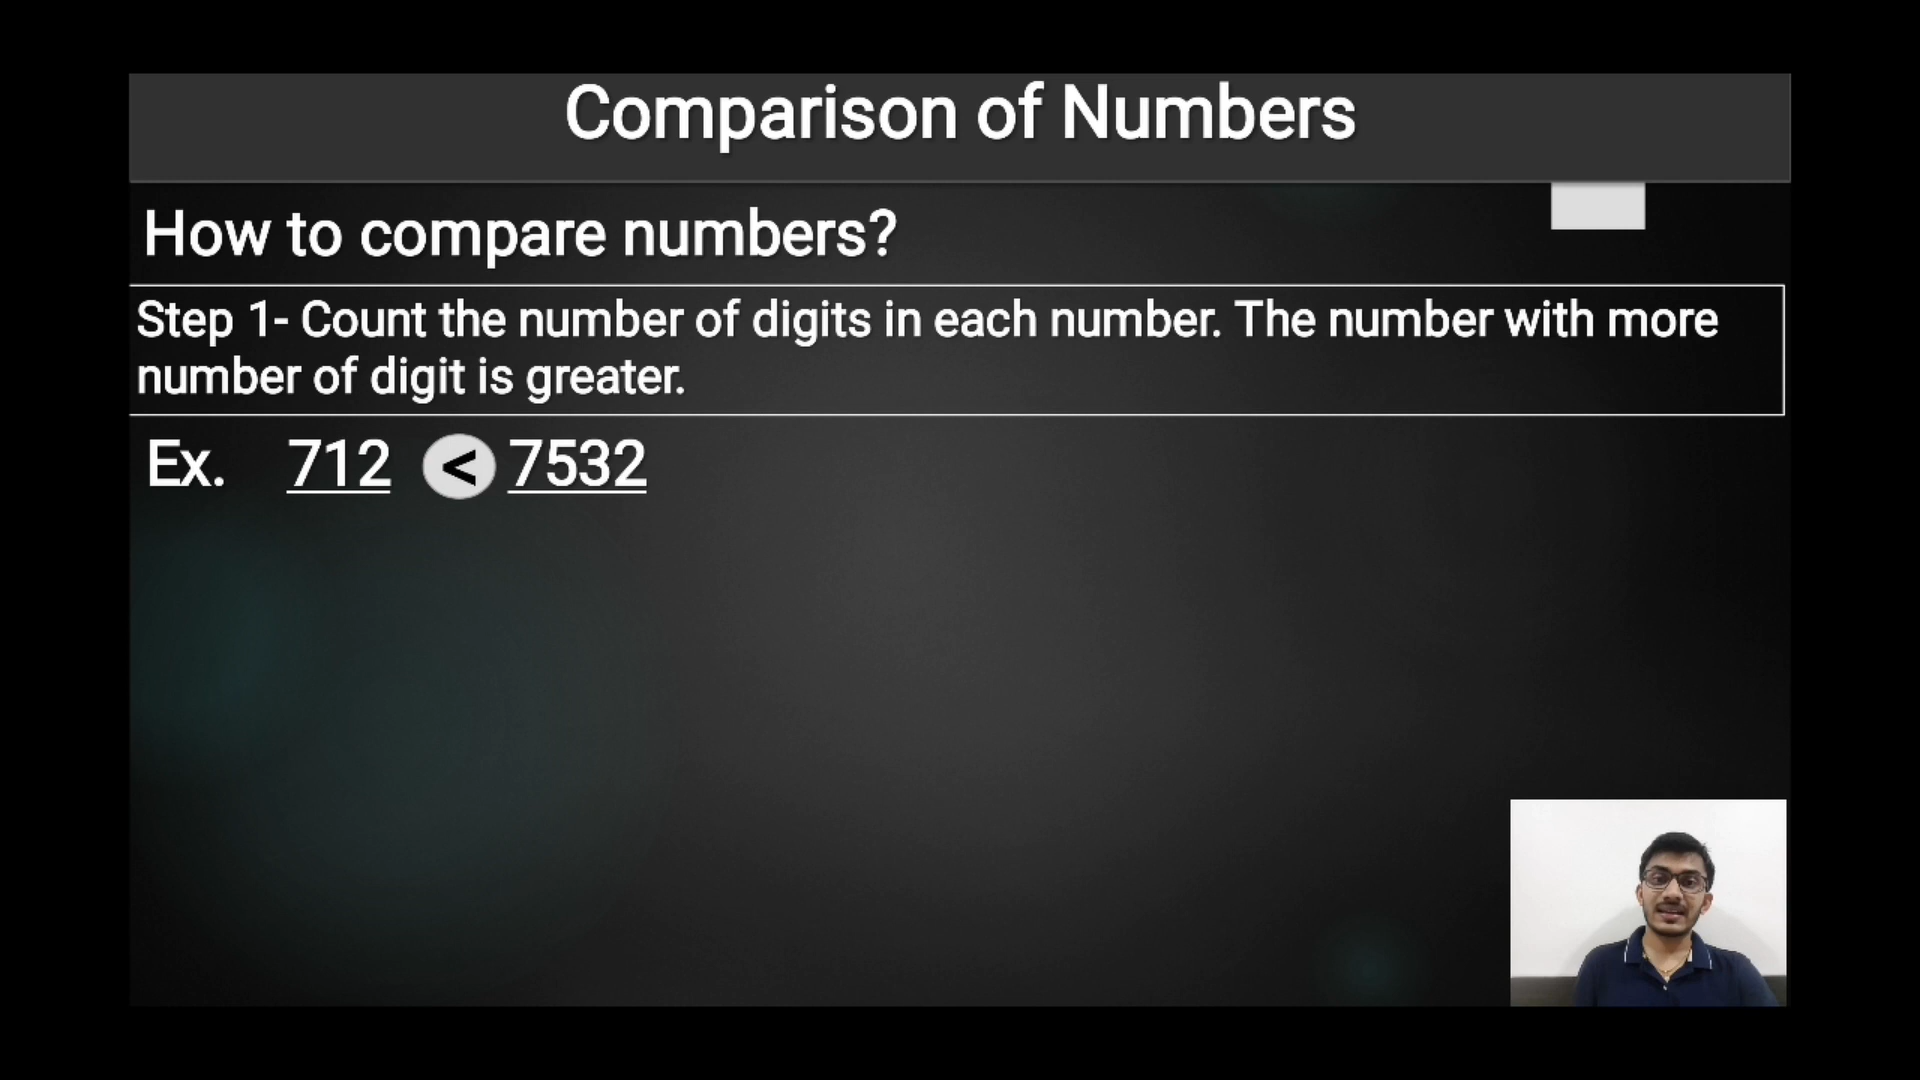 Comparison of Numbers
How to compare numbers?
Step 1- Count the number of digits in each number. The number with more
number of digit is greater.
Ex. 712 < 7532